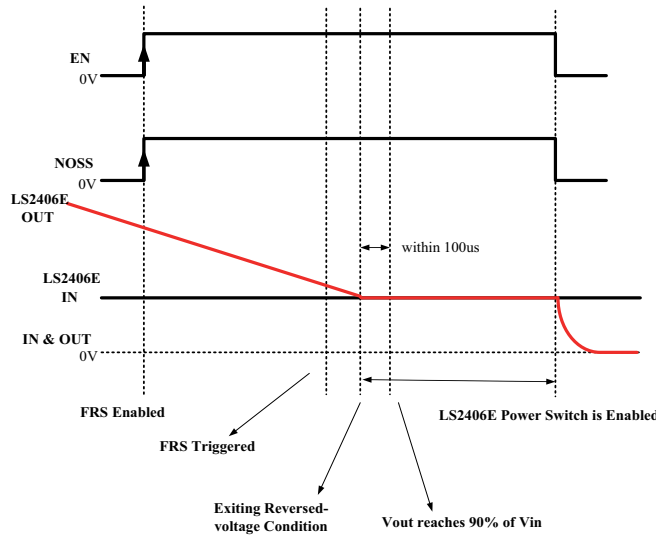 EN
0V
NOSS
0V
LS2406E
OUT
within 100us
LS2406E
IN
IN & OUT
0V
FRS Enabled
LS2406E Power Switch is Enabled
FRS Triggered
Exiting Reversed-
voltage Condition
Vout reaches 90% of Vin